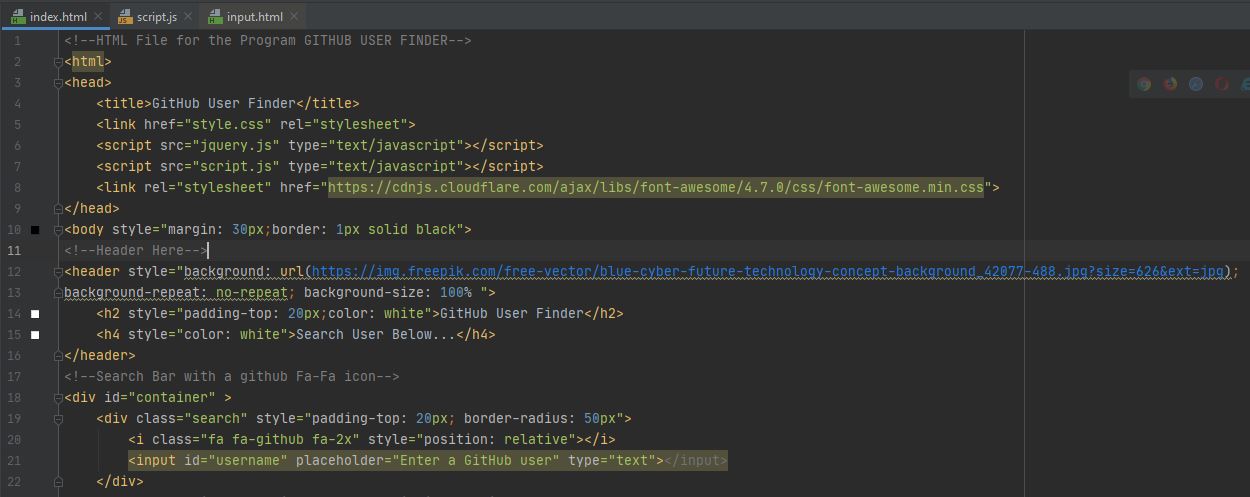 index.html script.js input.html
1 <!--HTML File for the Program GITHUB USER FINDER-->
2 <html>
3 <head>
4 <title>GitHub User Finder</title>
5 <link href="style.css" rel="stylesheet">
6 <script src="jquery.js" type="text/javascript"></script>
7 <script src="script.js" type="text/javascript"></script>
8 <link rel="stylesheet" href="https://cdnjs.cloudflare.com/ajax/libs/font-awesome/4.7.0/css/font-awesome.min.css">
9 </head>
10 <body style="margin: 30px;border: 1px solid black">
11 <!--Header Here-->
12 <header style="background: url(https://img.freepik.com/free-vector/blue-cyber-future-technology-concept-background_42077-488.jpg?size=626&ext=jpg);
13 background-repeat: no-repeat; background-size: 100% ">
14 <h2 style="padding-top: 20px;color: white">GitHub User Finder</h2>
15 <h4 style="color: white">Search User Below...</h4>
16 </header>
17 <!--Search Bar with a github Fa-Fa icon-->
18 <div id="container" >
19 <div class="search" style="padding-top: 20px; border-radius: 50px">
20 <i class="fa fa-github fa-2x" style="position: relative"></i>
21 <input id="username" placeholder="Enter a GitHub user" type="text"></input>
22 </div>